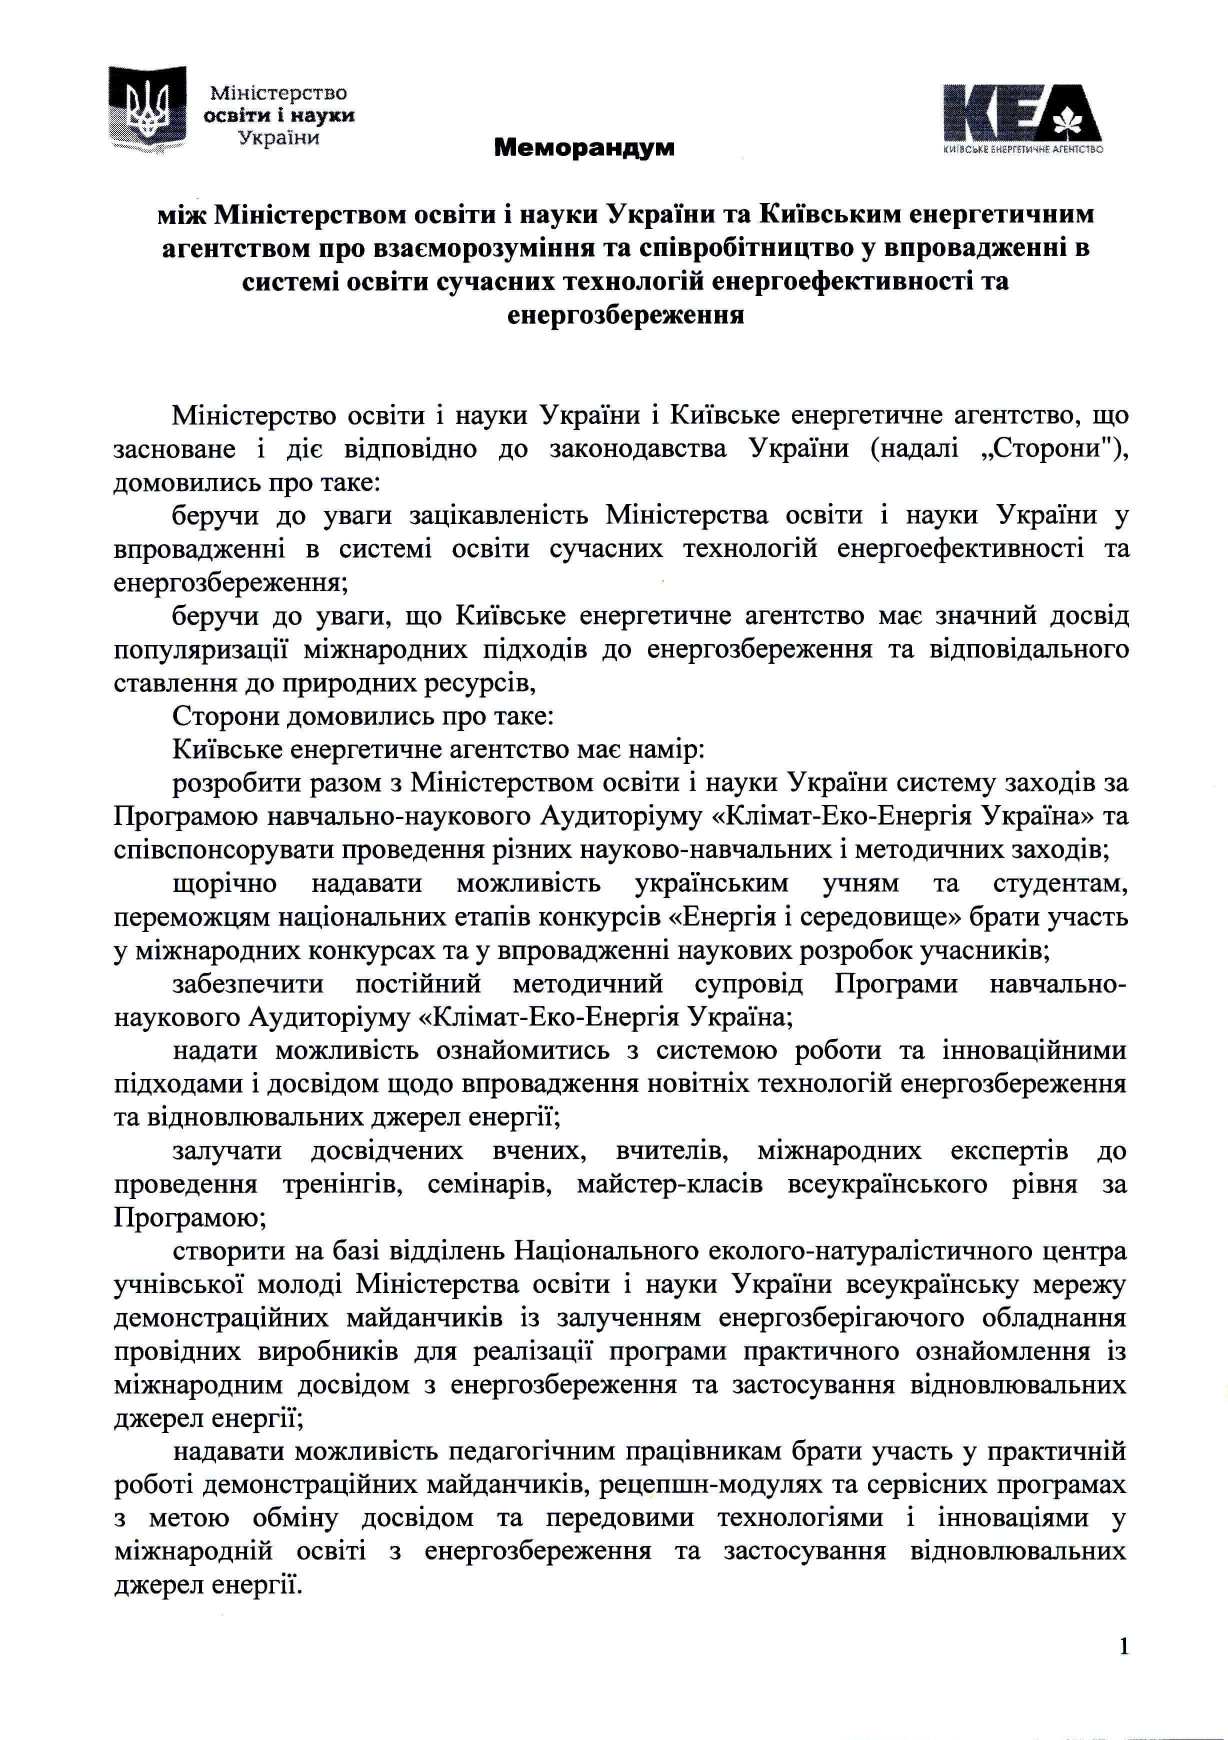 Міністерство
освіти і науки
України
КЕА
КИЇВСЬКЕ ЕНЕРГЕТИЧНЕ АГЕНТСТВО
Меморандум
між Міністерством освіти і науки України та Київським енергетичним
агентством про взаєморозуміння та співробітництво у впровадженні в
системі освіти сучасних технологій енергоефективності та
енергозбереження
Міністерство освіти і науки України і Київське енергетичне агентство, що
засноване і діє відповідно до законодавства України (надалі „Сторони"),
домовились про таке:
беручи до уваги зацікавленість Міністерства освіти і науки України у
впровадженні в системі освіти сучасних технологій енергоефективності та
енергозбереження;
беручи до уваги, що Київське енергетичне агентство має значний досвід
популяризації міжнародних підходів до енергозбереження та відповідального
ставлення до природних ресурсів,
Сторони домовились про таке:
Київське енергетичне агентство має намір:
розробити разом з Міністерством освіти і науки України систему заходів за
Програмою навчально-наукового Аудиторіуму «Клімат-Еко-Енергія Україна» та
співспонсорувати проведення різних науково-навчальних і методичних заходів;
щорічно надавати можливість українським учням та студентам,
переможцям національних етапів конкурсів «Енергія і середовище» брати участь
у міжнародних конкурсах та у впровадженні наукових розробок учасників;
забезпечити постійний методичний супровід Програми навчально-
наукового Аудиторіуму «Клімат-Еко-Енергія Україна;
надати можливість ознайомитись з системою роботи та інноваційними
підходами і досвідом щодо впровадження новітніх технологій енергозбереження
та відновлювальних джерел енергії;
залучати досвідчених вчених, вчителів, міжнародних експертів до
проведення тренінгів, семінарів, майстер-класів всеукраїнського рівня за
Програмою;
створити на базі відділень Національного еколого-натуралістичного центра
учнівської молоді Міністерства освіти і науки України всеукраїнську мережу
демонстраційних майданчиків із залученням енергозберігаючого обладнання
провідних виробників для реалізації програми практичного ознайомлення із
міжнародним досвідом з енергозбереження та застосування відновлювальних
джерел енергії;
надавати можливість педагогічним працівникам брати участь у практичній
роботі демонстраційних майданчиків, рецепшн-модулях та сервісних програмах
з метою обміну досвідом та передовими технологіями і інноваціями у
міжнародній освіті з енергозбереження та застосування відновлювальних
джерел енергії.
1